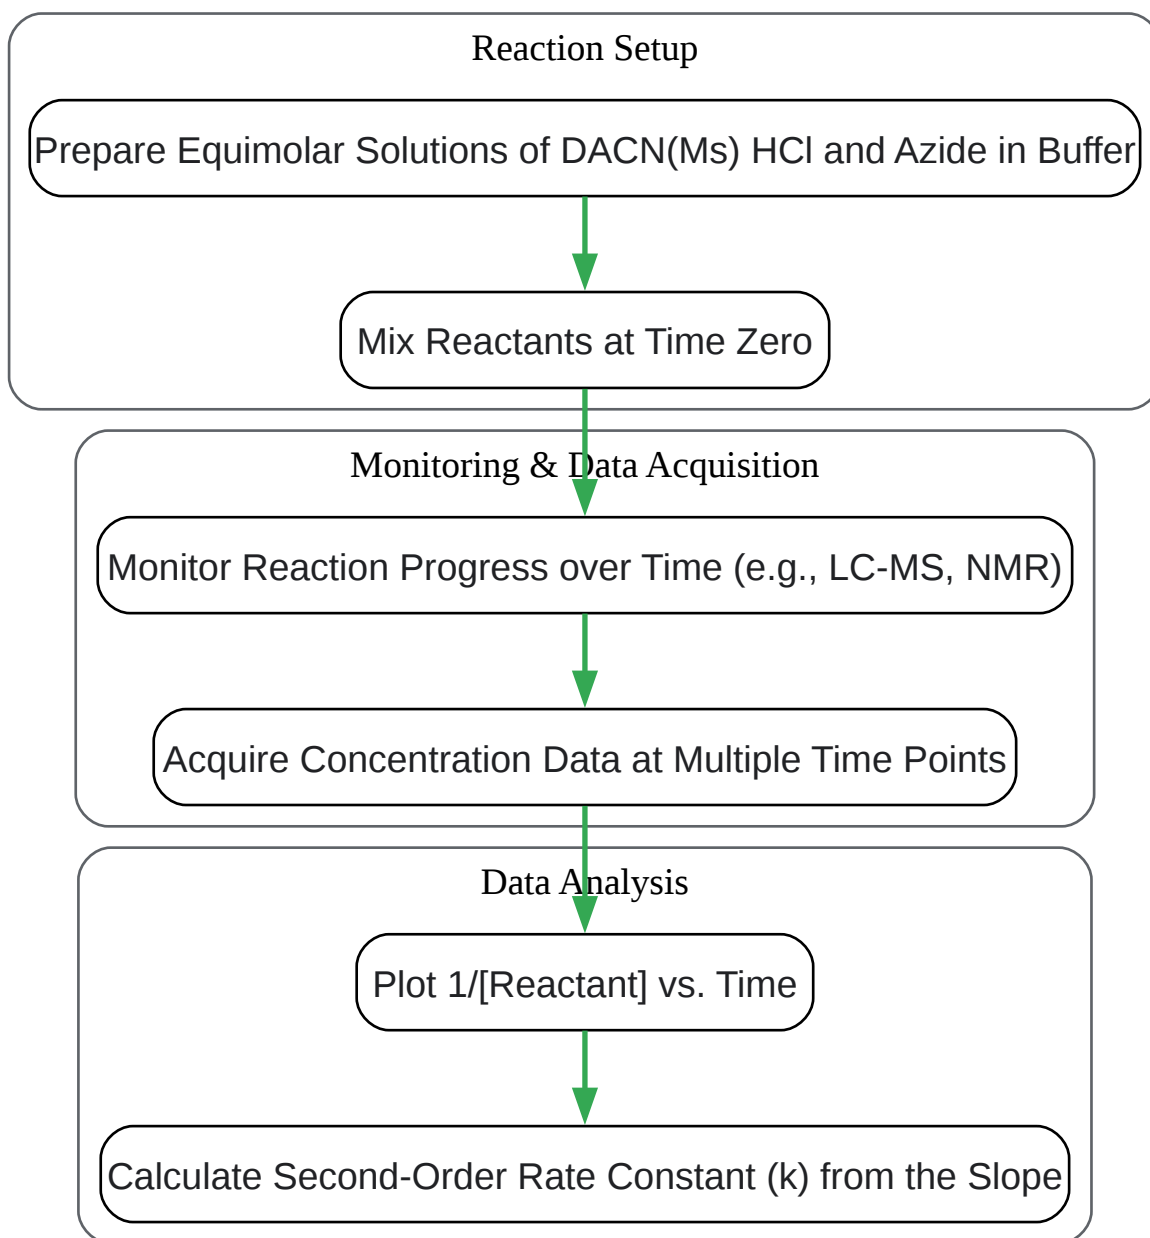 Reaction Setup
Prepare Equimolar Solutions of DACN(Ms) HCl and Azide in Buffer
Mix Reactants at Time Zero
Monitoring & Data Acquisition
Monitor Reaction Progress over Time (e.g., LC-MS, NMR)
Acquire Concentration Data at Multiple Time Points
Data Analysis
Plot 1/[Reactant] vs. Time
Calculate Second-Order Rate Constant (k) from the Slope